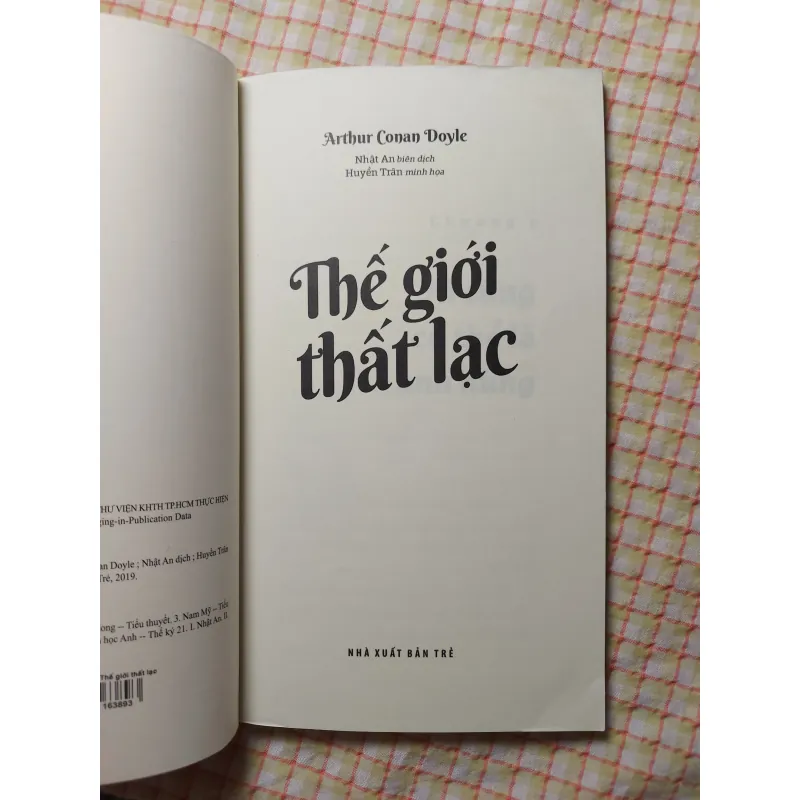 HƯ VIỆN KHTH TP.HCM THỰC HIỆN
ging-in-Publication Data
an Doyle ; Nhật An dịch ; Huyền Trân
Trẻ, 2019.
ong -- Tiểu thuyết. 3. Nam Mỹ -- Tiểu
học Anh -- Thế kỷ 21. I. Nhật An. II.
Thế giới thất lạc
163893
Arthur Conan Doyle
Nhật An biên dịch
Huyền Trân minh họa
Thế giới
thất lạc
NHÀ XUẤT BẢN TRẺ